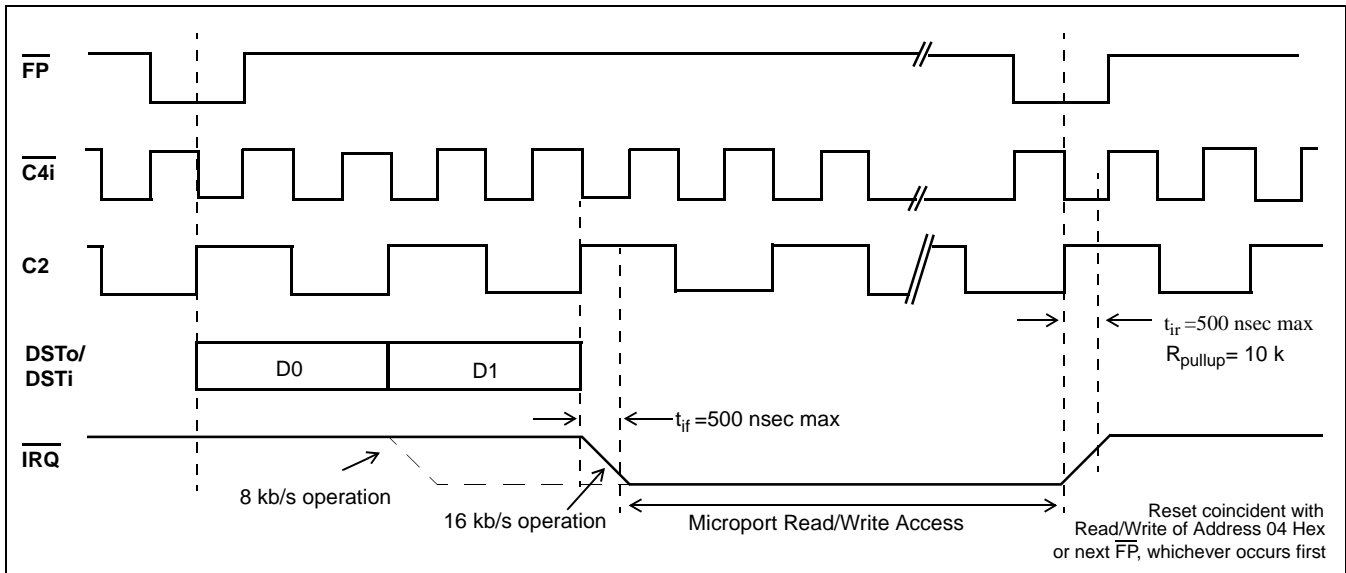 FP
C4i
C2
t_ir =500 nsec max
R_pullup= 10 k
DSTo/
DSTi
D0
D1
t_if =500 nsec max
IRQ
8 kb/s operation
16 kb/s operation
Microport Read/Write Access
Reset coincident with
Read/Write of Address 04 Hex
or next FP, whichever occurs first